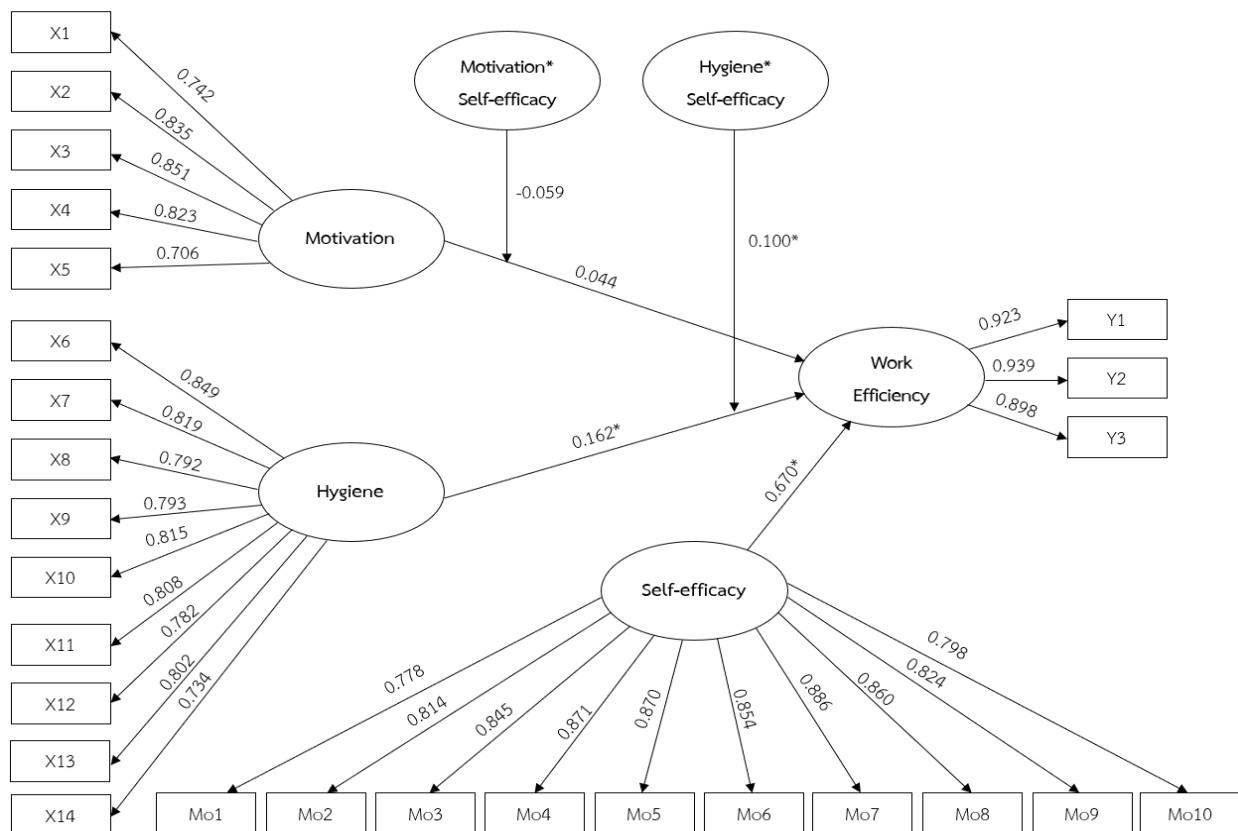 X1
X2
X3
X4
X5
0.742
0.835
0.851
0.823
0.706
Motivation
Motivation*
Self-efficacy
-0.059
Hygiene*
Self-efficacy
0.100*
0.044
X6
X7
X8
X9
X10
X11
X12
X13
X14
0.849
0.819
0.792
0.793
0.815
0.808
0.782
0.802
0.734
Hygiene
0.162*
Work
Efficiency
0.923
0.939
0.898
Y1
Y2
Y3
0.670*
Self-efficacy
0.778
0.814
0.845
0.871
0.870
0.854
0.886
0.860
0.824
0.798
Mo1
Mo2
Mo3
Mo4
Mo5
Mo6
Mo7
Mo8
Mo9
Mo10